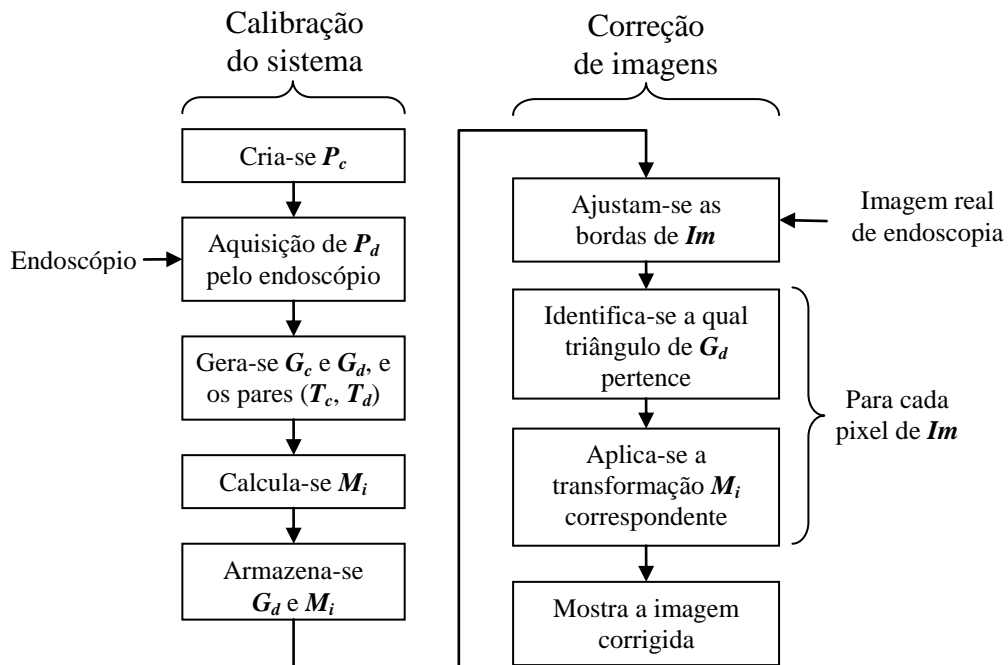 Calibração
do sistema
Cria-se Pc
Endoscópio
Aquisição de Pd
pelo endoscópio
Gera-se Gc e Gd, e
os pares (Tc, Td)
Calcula-se Mi
Armazena-se
Gd e Mi
Correção
de imagens
Ajustam-se as
bordas de Im
Imagem real
de endoscopia
Identifica-se a qual
triângulo de Gd
pertence
Aplica-se a
transformação Mi
correspondente
Para cada
pixel de Im
Mostra a imagem
corrigida